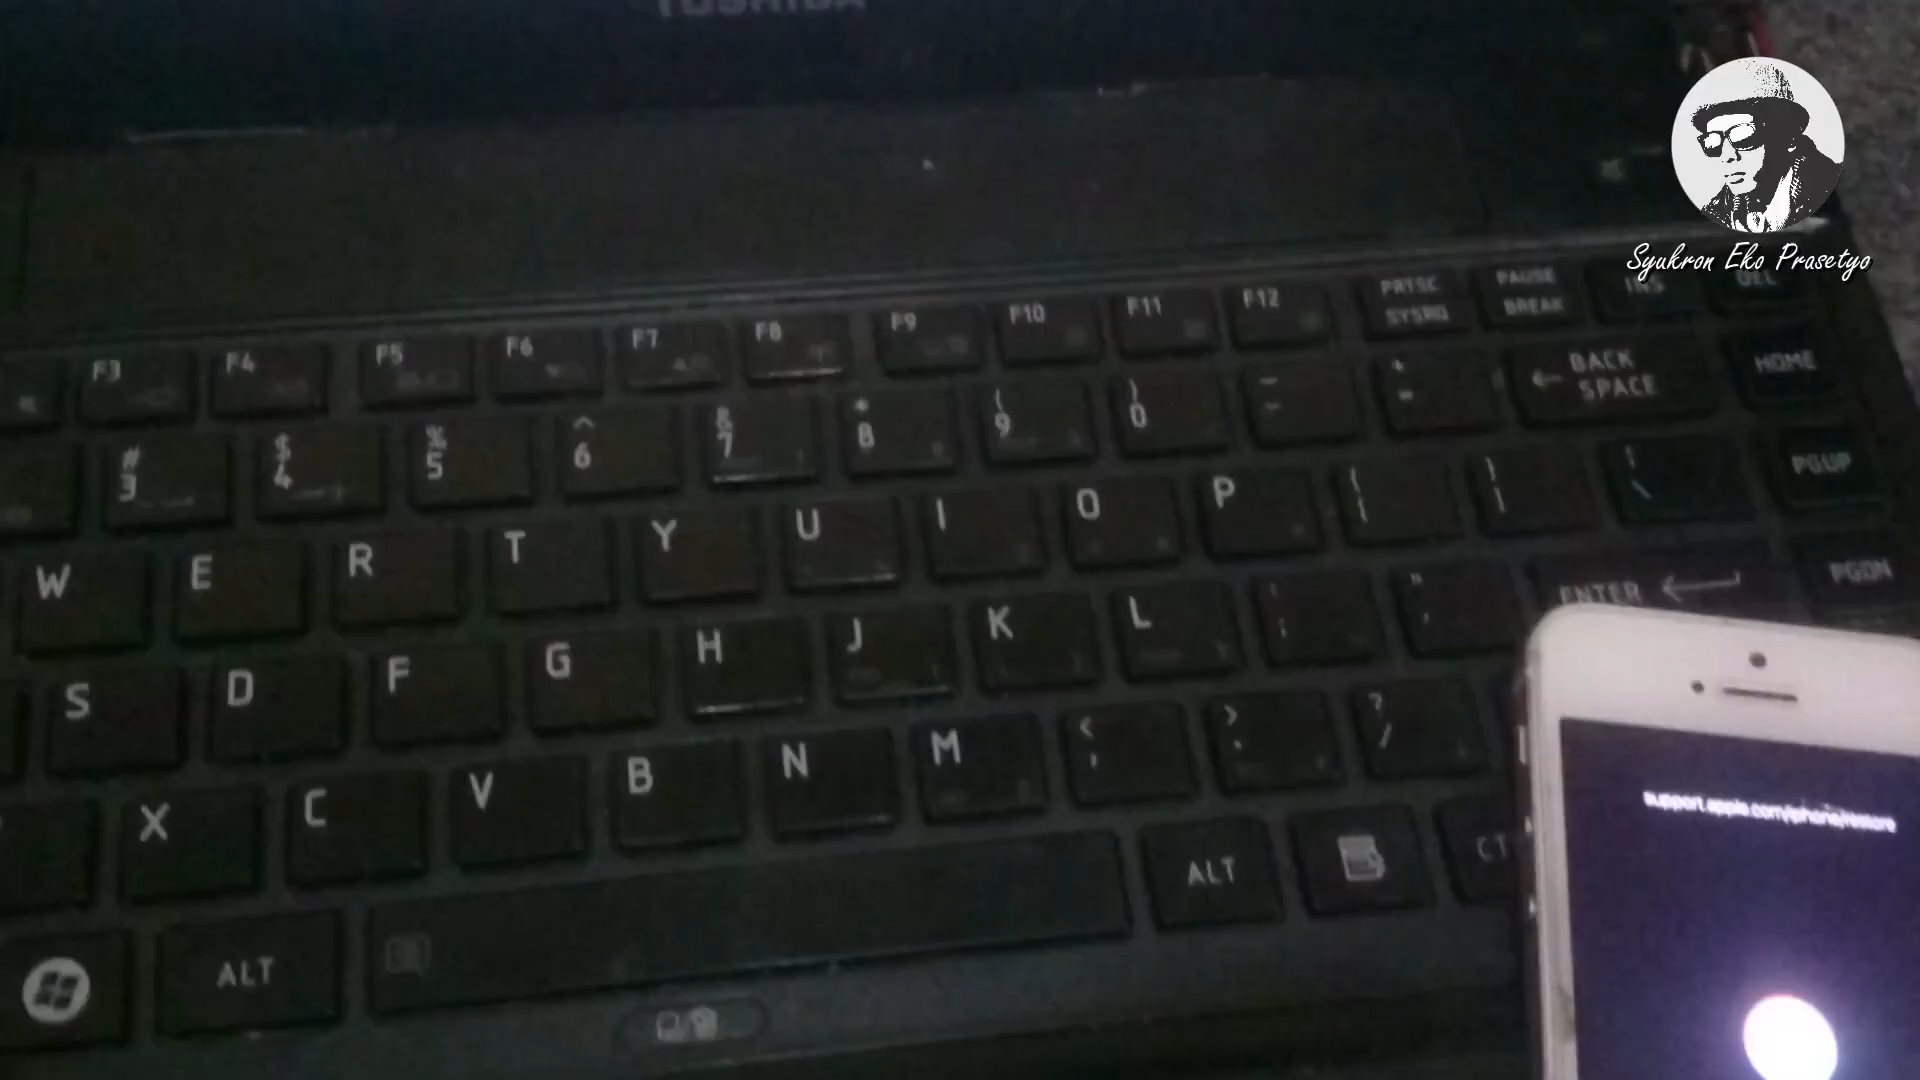 TOSHIBA
Syukron Eko Prasetyo
F3 F4 F5 F6 F7 F8 F9 F10 F11 F12 PRTSC SYSRQ PAUSE BREAK INS DEL
# 3 $ 4 % 5 ^ 6 & 7 * 8 ( 9 ) 0 _ - + = BACK SPACE HOME
W E R T Y U I O P { [ } ] | \ PGUP
S D F G H J K L : ; " ' ENTER PGDN
X C V B N M < , > . ? /
ALT ALT
support.apple.com/iphone/restore